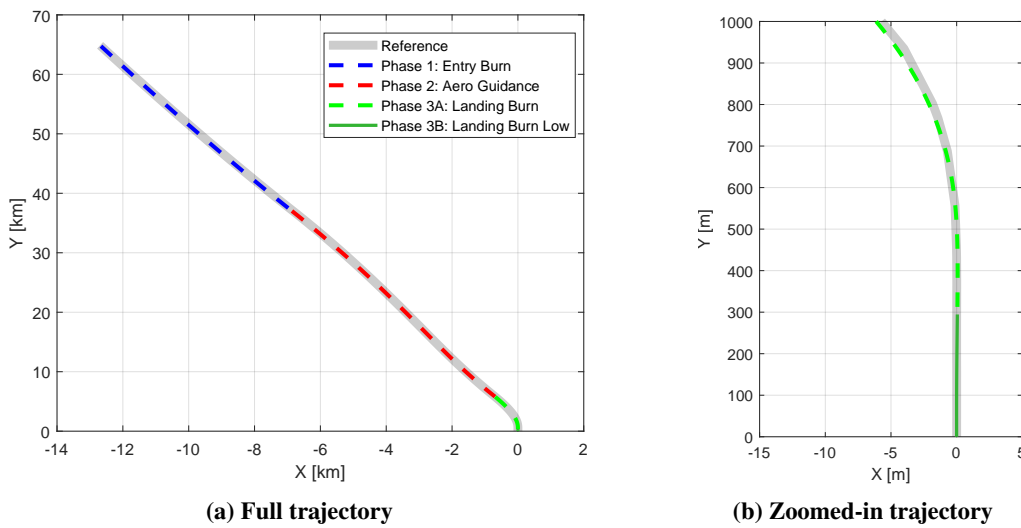 70
60
50
40
30
20
10
0
Y [km]
-14 -12 -10 -8 -6 -4 -2 0 2
X [km]
Reference
Phase 1: Entry Burn
Phase 2: Aero Guidance
Phase 3A: Landing Burn
Phase 3B: Landing Burn Low
(a) Full trajectory
1000
900
800
700
600
500
400
300
200
100
0
Y [m]
-15 -10 -5 0 5
X [m]
(b) Zoomed-in trajectory